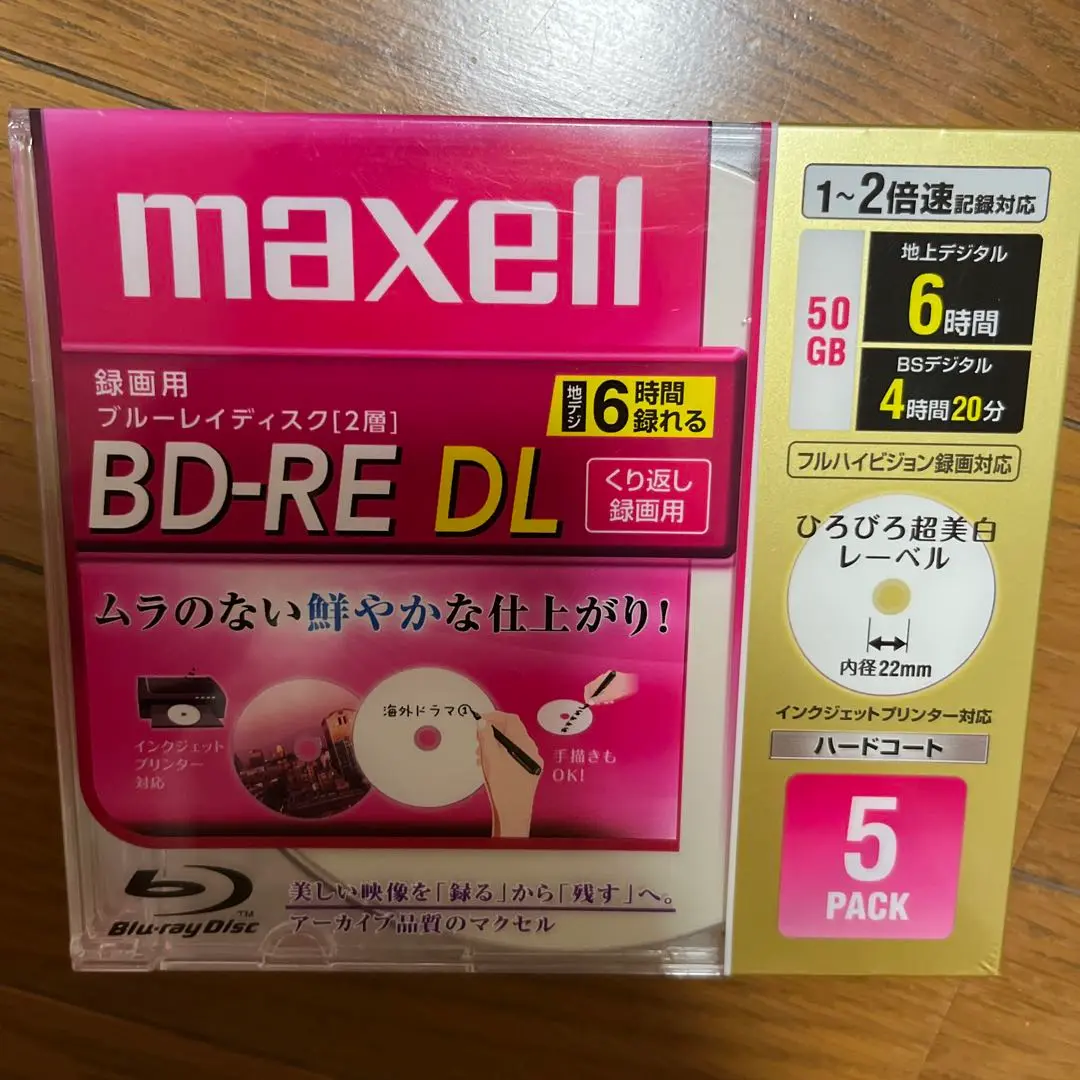 maxell
録画用
ブルーレイディスク[2層]
BD-RE DL
地デジ 6時間録れる
くり返し
録画用
ムラのない鮮やかな仕上がり!
インクジェット
プリンター
対応
海外ドラマ①
手描きも
OK!
Blu-ray Disc TM
美しい映像を「録る」から「残す」へ。
アーカイブ品質のマクセル
1~2倍速記録対応
50
GB
地上デジタル
6時間
BSデジタル
4時間20分
フルハイビジョン録画対応
ひろびろ超美白
レーベル
内径22mm
インクジェットプリンター対応
ハードコート
5
PACK